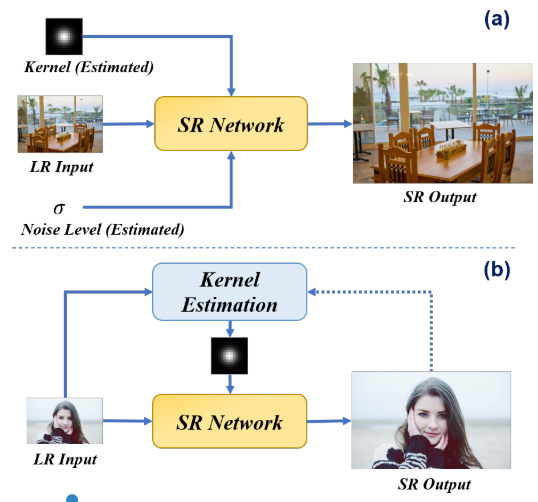 (a)
Kernel (Estimated)
SR Network
LR Input
SR Output
σ
Noise Level (Estimated)
(b)
Kernel
Estimation
SR Network
LR Input
SR Output